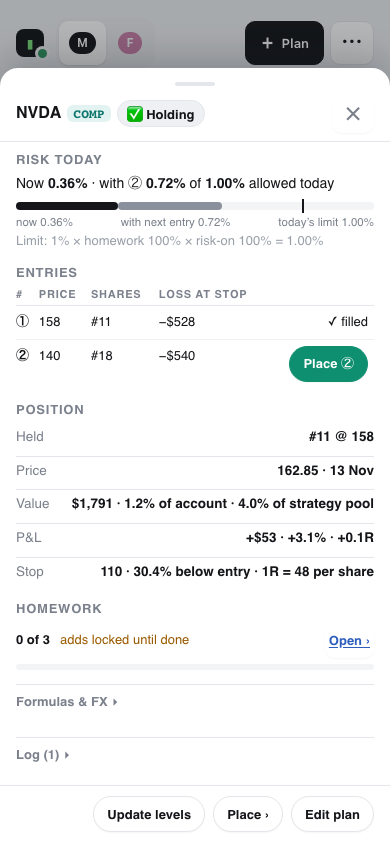 M
F
+ Plan
NVDA COMP ✅ Holding
RISK TODAY
Now 0.36% · with ② 0.72% of 1.00% allowed today
now 0.36% with next entry 0.72% today's limit 1.00%
Limit: 1% × homework 100% × risk-on 100% = 1.00%
ENTRIES
# PRICE SHARES LOSS AT STOP
① 158 #11 −$528 ✓ filled
② 140 #18 −$540 Place ②
POSITION
Held #11 @ 158
Price 162.85 · 13 Nov
Value $1,791 · 1.2% of account · 4.0% of strategy pool
P&L +$53 · +3.1% · +0.1R
Stop 110 · 30.4% below entry · 1R = 48 per share
HOMEWORK
0 of 3 adds locked until done Open ›
Formulas & FX
Log (1)
Update levels Place › Edit plan